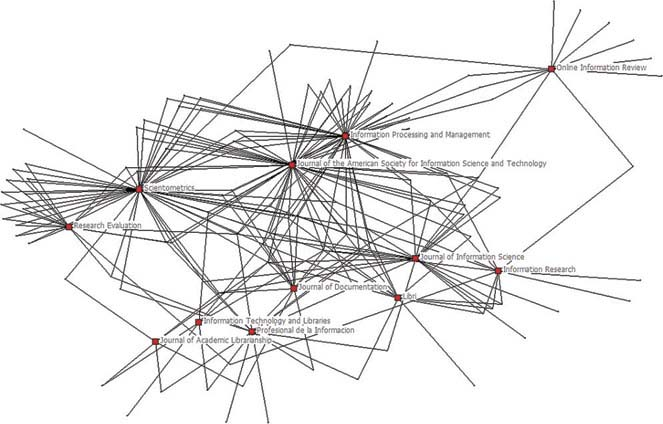 Online Information Review
Information Processing and Management
Journal of the American Society for Information Science and Technology
Scientometrics
Research Evaluation
Journal of Information Science
Information Research
Journal of Documentation
Libri
Information Technology and Libraries
Profesional de la Informacion
Journal of Academic Librarianship